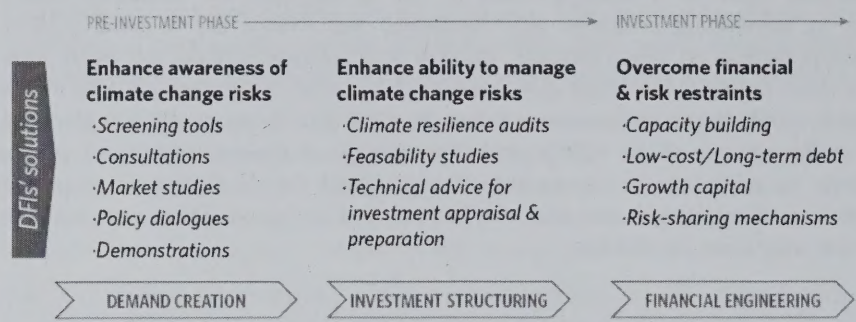 PRE-INVESTMENT PHASE
INVESTMENT PHASE
DFIs' solutions
Enhance awareness of
climate change risks
·Screening tools
·Consultations
·Market studies
·Policy dialogues
·Demonstrations
DEMAND CREATION
Enhance ability to manage
climate change risks
·Climate resilience audits
·Feasability studies
·Technical advice for
investment appraisal &
preparation
INVESTMENT STRUCTURING
Overcome financial
& risk restraints
·Capacity building
·Low-cost/Long-term debt
·Growth capital
·Risk-sharing mechanisms
FINANCIAL ENGINEERING